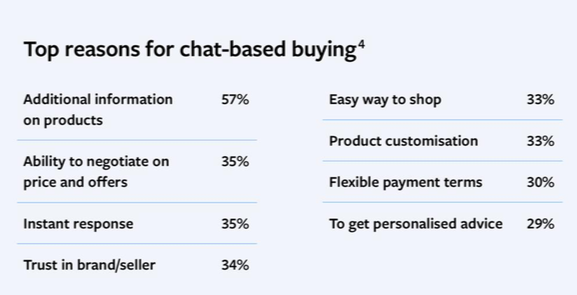 Top reasons for chat-based buying⁴
Additional information 57%
on products
Ability to negotiate on 35%
price and offers
Instant response 35%
Trust in brand/seller 34%
Easy way to shop 33%
Product customisation 33%
Flexible payment terms 30%
To get personalised advice 29%